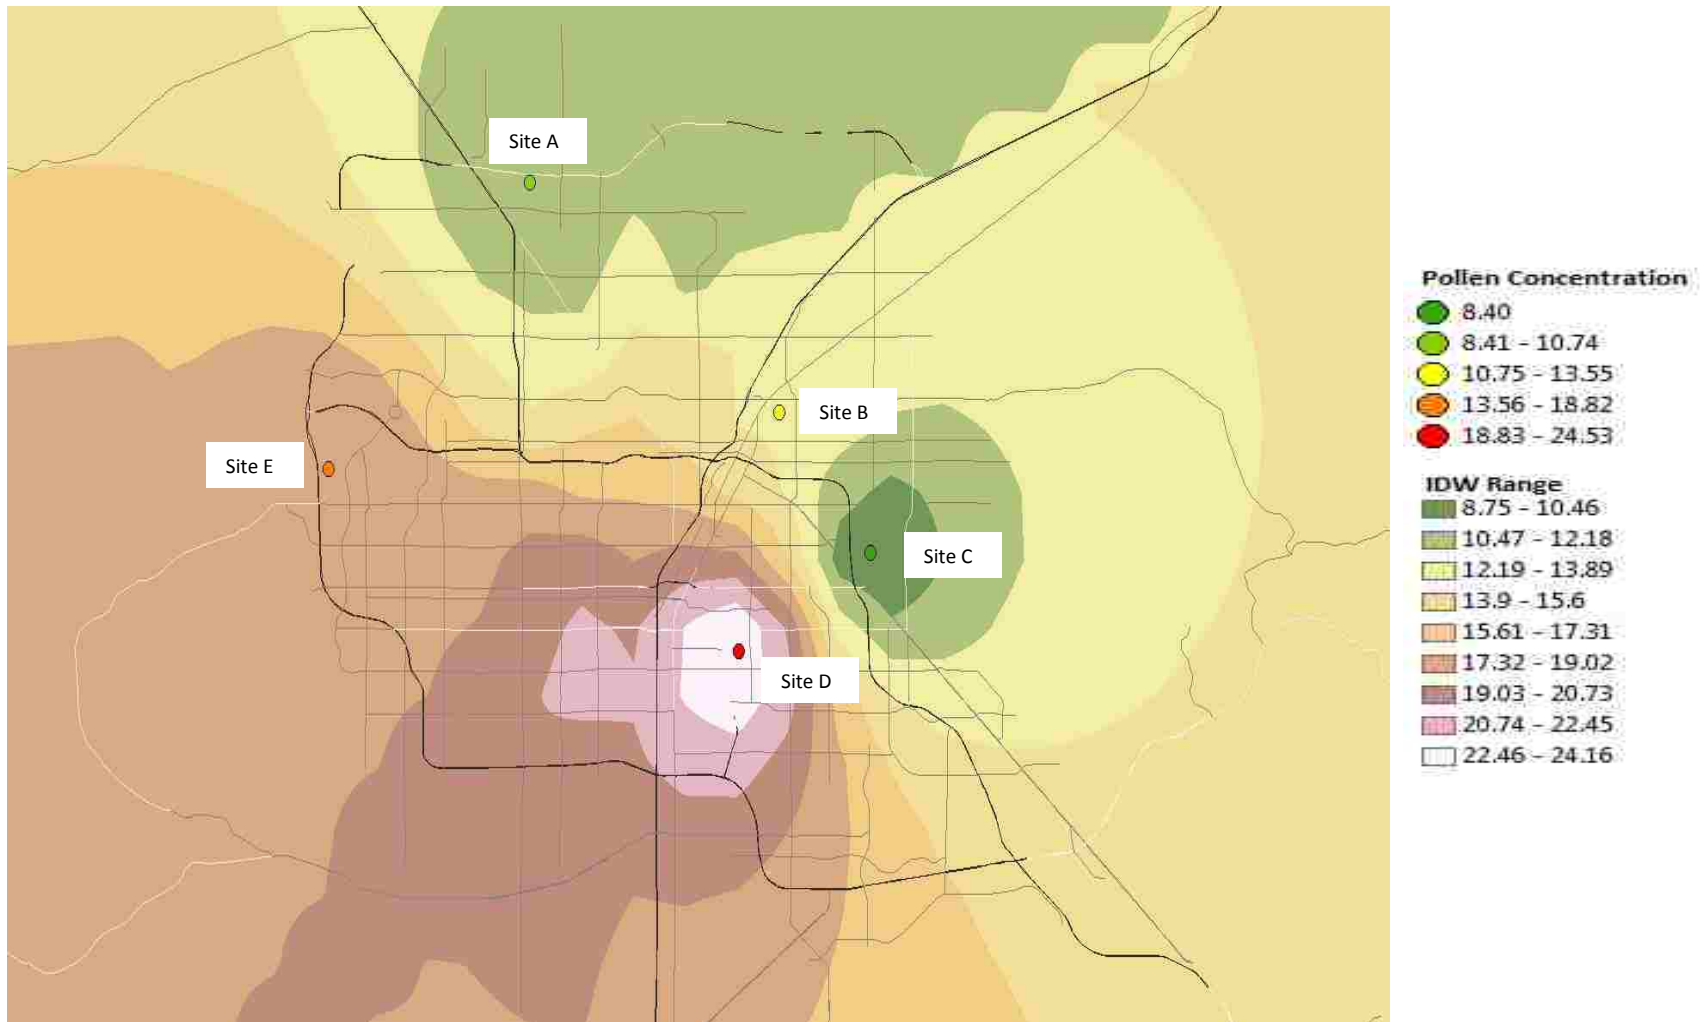 Site A
Site B
Site E
Site C
Site D
Pollen Concentration
8.40
8.41 - 10.74
10.75 - 13.55
13.56 - 18.82
18.83 - 24.53
IDW Range
8.75 - 10.46
10.47 - 12.18
12.19 - 13.89
13.9 - 15.6
15.61 - 17.31
17.32 - 19.02
19.03 - 20.73
20.74 - 22.45
22.46 - 24.16